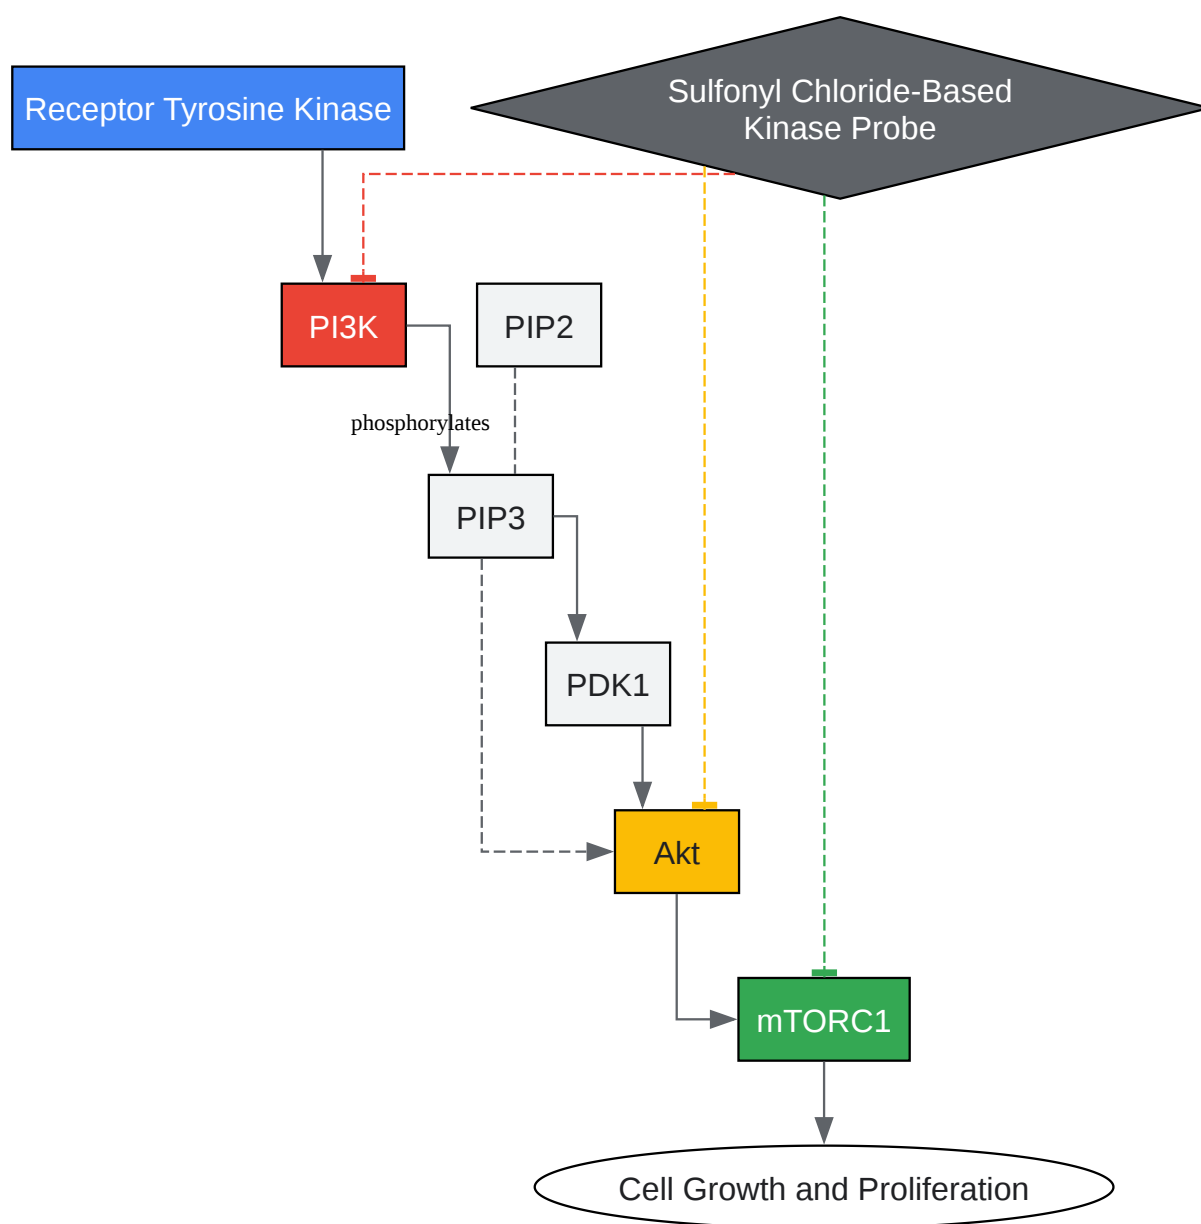 Receptor Tyrosine Kinase
Sulfonyl Chloride-Based
Kinase Probe
PI3K
PIP2
phosphorylates
PIP3
PDK1
Akt
mTORC1
Cell Growth and Proliferation